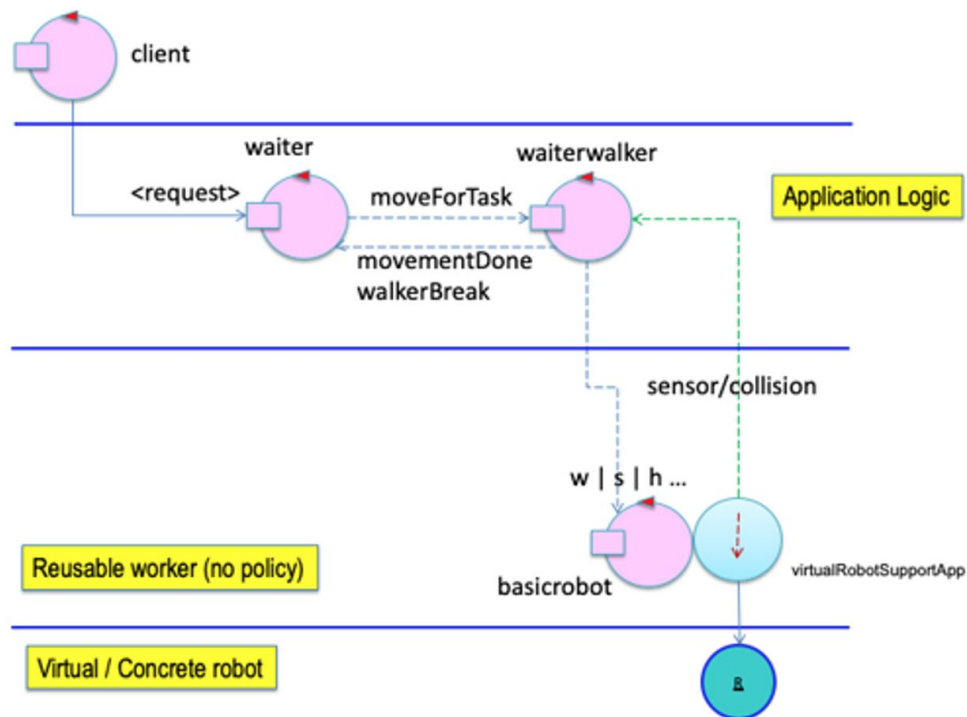 client
waiter
waiterwalker
<request>
moveForTask
Application Logic
movementDone
walkerBreak
sensor/collision
w | s | h ...
Reusable worker (no policy)
basicrobot
virtualRobotSupportApp
Virtual / Concrete robot
R